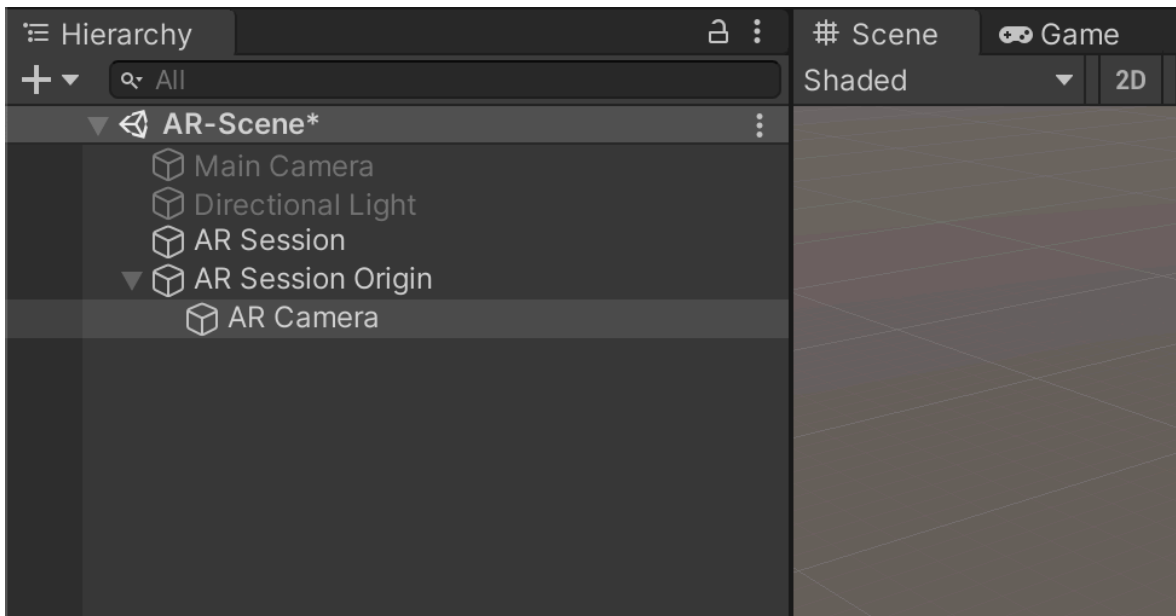 Hierarchy
Scene
Game
All
Shaded
2D
AR-Scene*
Main Camera
Directional Light
AR Session
AR Session Origin
AR Camera